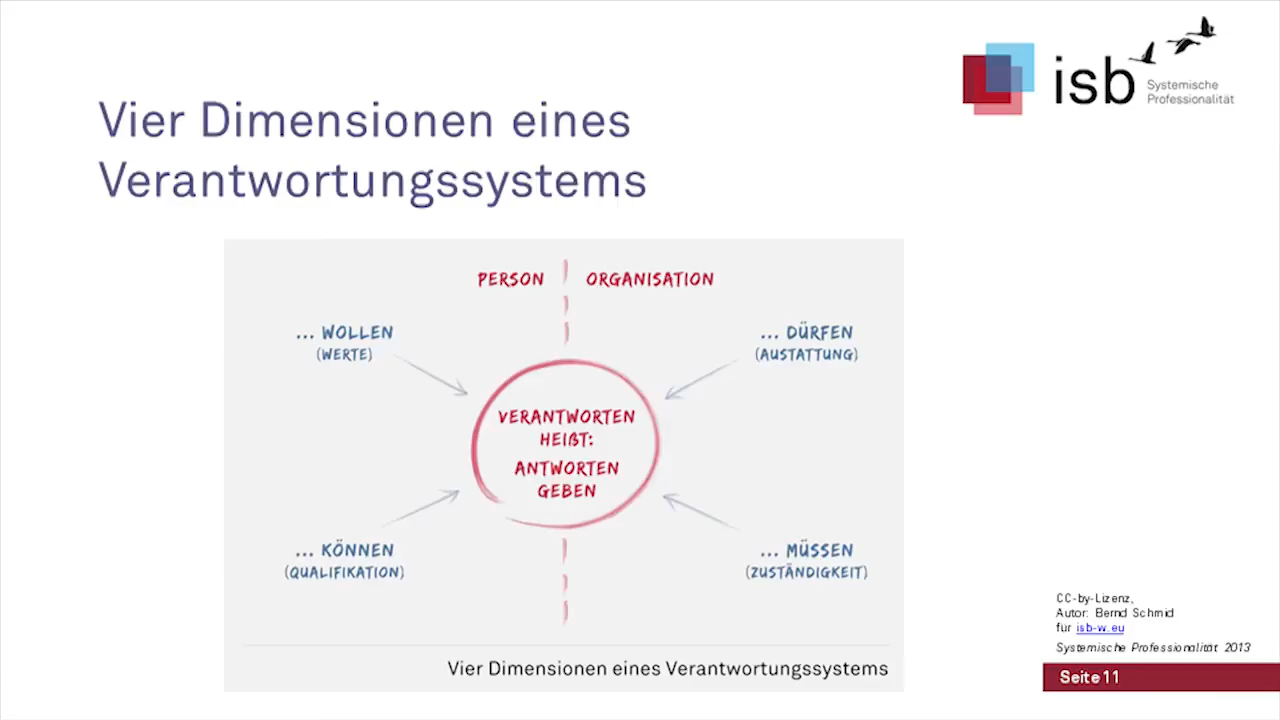 isb
Systemische
Professionalität
Vier Dimensionen eines
Verantwortungssystems
PERSON
ORGANISATION
... WOLLEN
(WERTE)
... DÜRFEN
(AUSTATTUNG)
VERANTWORTEN
HEIßT:
ANTWORTEN
GEBEN
... KÖNNEN
(QUALIFIKATION)
... MÜSSEN
(ZUSTÄNDIGKEIT)
Vier Dimensionen eines Verantwortungssystems
CC-by-Lizenz,
Autor: Bernd Schmid
für isb-w.eu
Systemische Professionalität 2013
Seite 11